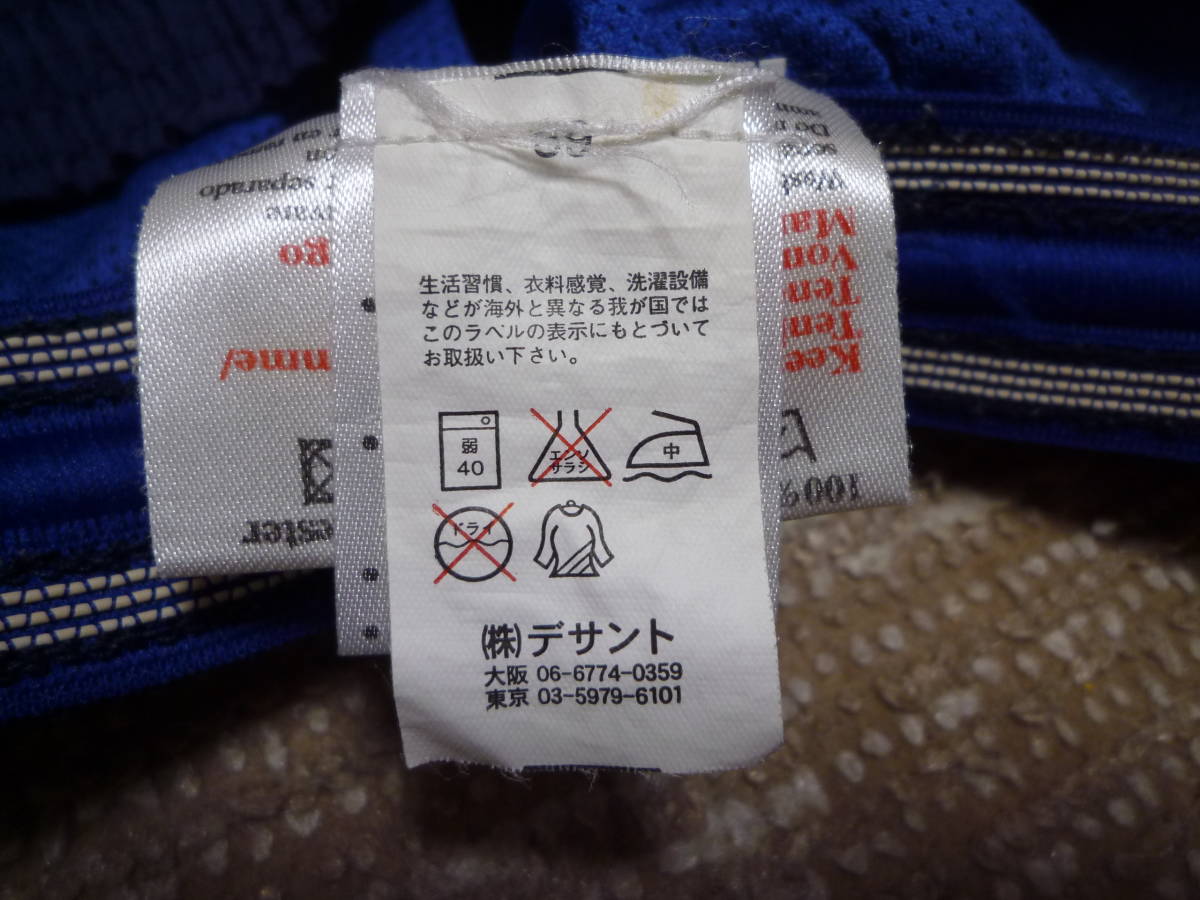 生活習慣、衣料感覚、洗濯設備
などが海外と異なる我が国では
このラベルの表示にもとづいて
お取扱い下さい。
弱
40
エンソ
サラシ
中
ドライ
(株)デサント
大阪 06-6774-0359
東京 03-5979-6101
separado
100%